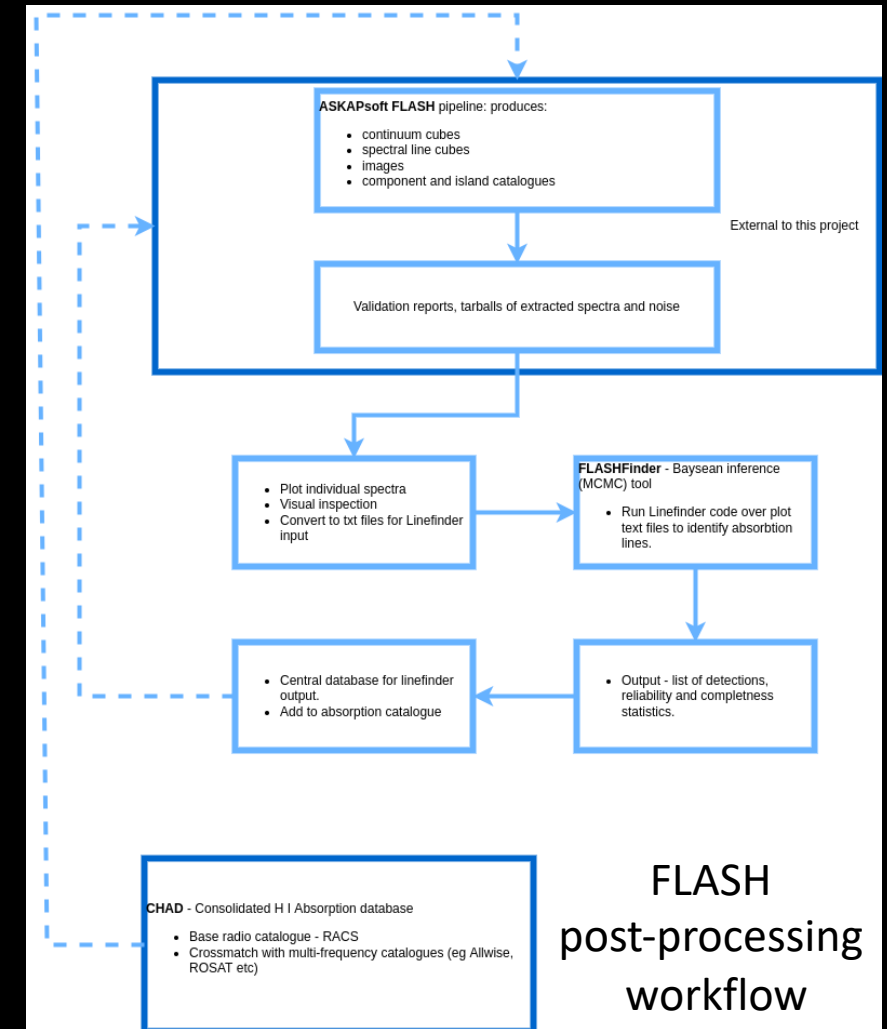 ASKAPsoft FLASH pipeline: produces:
• continuum cubes
• spectral line cubes
• images
• component and island catalogues
External to this project
Validation reports, tarballs of extracted spectra and noise
• Plot individual spectra
• Visual inspection
• Convert to txt files for Linefinder
input
FLASHFinder - Baysean inference
(MCMC) tool
• Run Linefinder code over plot
text files to identify absorbtion
lines.
• Central database for linefinder
output.
• Add to absorption catalogue
• Output - list of detections,
reliability and completness
statistics.
CHAD - Consolidated H I Absorption database
• Base radio catalogue - RACS
• Crossmatch with multi-frequency catalogues (eg Allwise,
ROSAT etc)
FLASH
post-processing
workflow